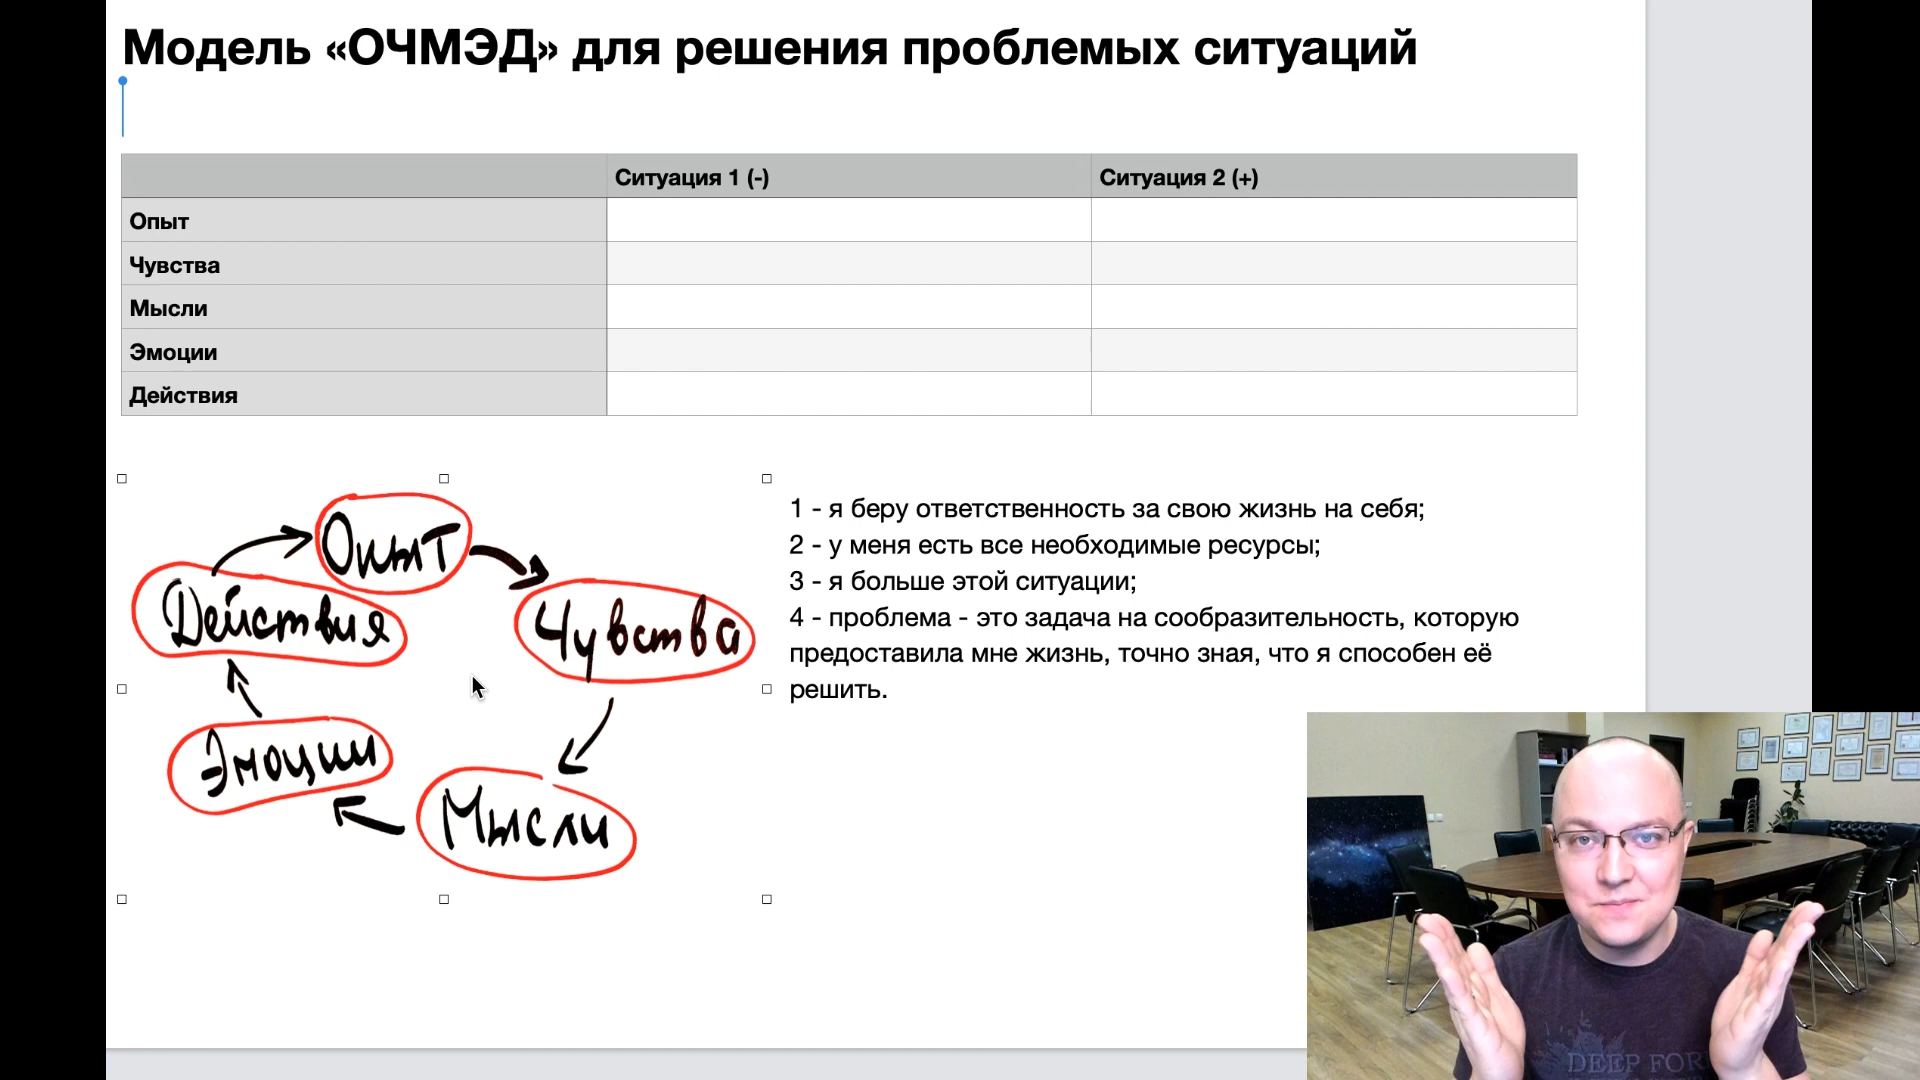 Модель «ОЧМЭД» для решения проблемых ситуаций
Ситуация 1 (-) Ситуация 2 (+)
Опыт
Чувства
Мысли
Эмоции
Действия
Опыт
Чувства
Мысли
Эмоции
Действия
1 - я беру ответственность за свою жизнь на себя;
2 - у меня есть все необходимые ресурсы;
3 - я больше этой ситуации;
4 - проблема - это задача на сообразительность, которую
предоставила мне жизнь, точно зная, что я способен её
решить.
DEEP FOR